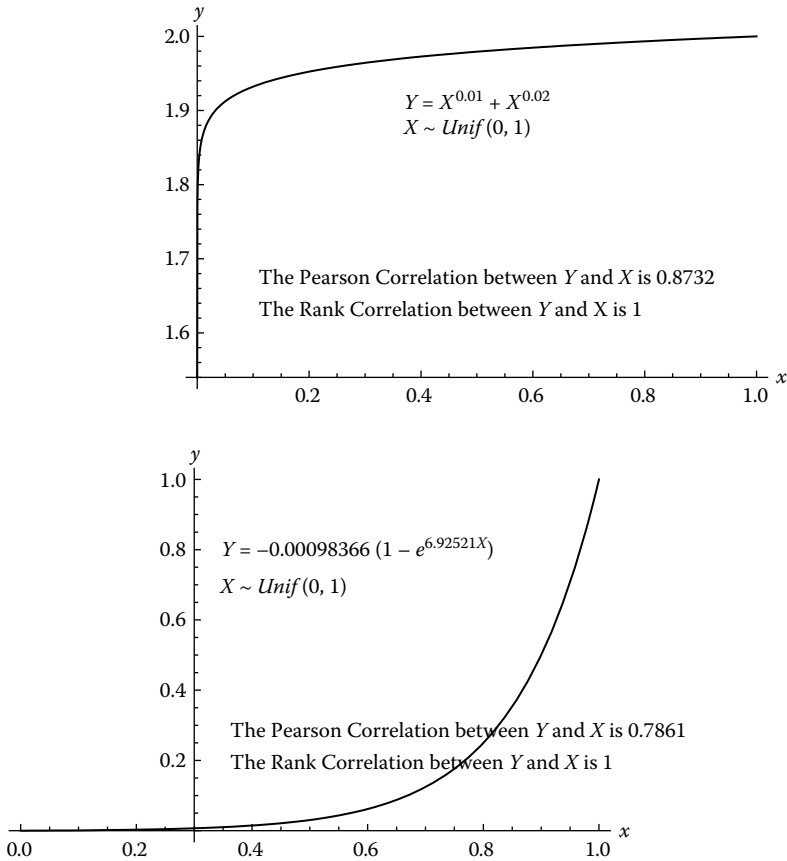 y
2.0
1.9
Y = X^0.01 + X^0.02
X ~ Unif (0, 1)
1.8
1.7
The Pearson Correlation between Y and X is 0.8732
The Rank Correlation between Y and X is 1
1.6
x
0.2 0.4 0.6 0.8 1.0
y
1.0
0.8
Y = −0.00098366 (1 − e^6.92521X)
X ~ Unif (0, 1)
0.6
0.4
The Pearson Correlation between Y and X is 0.7861
0.2
The Rank Correlation between Y and X is 1
x
0.0 0.2 0.4 0.6 0.8 1.0